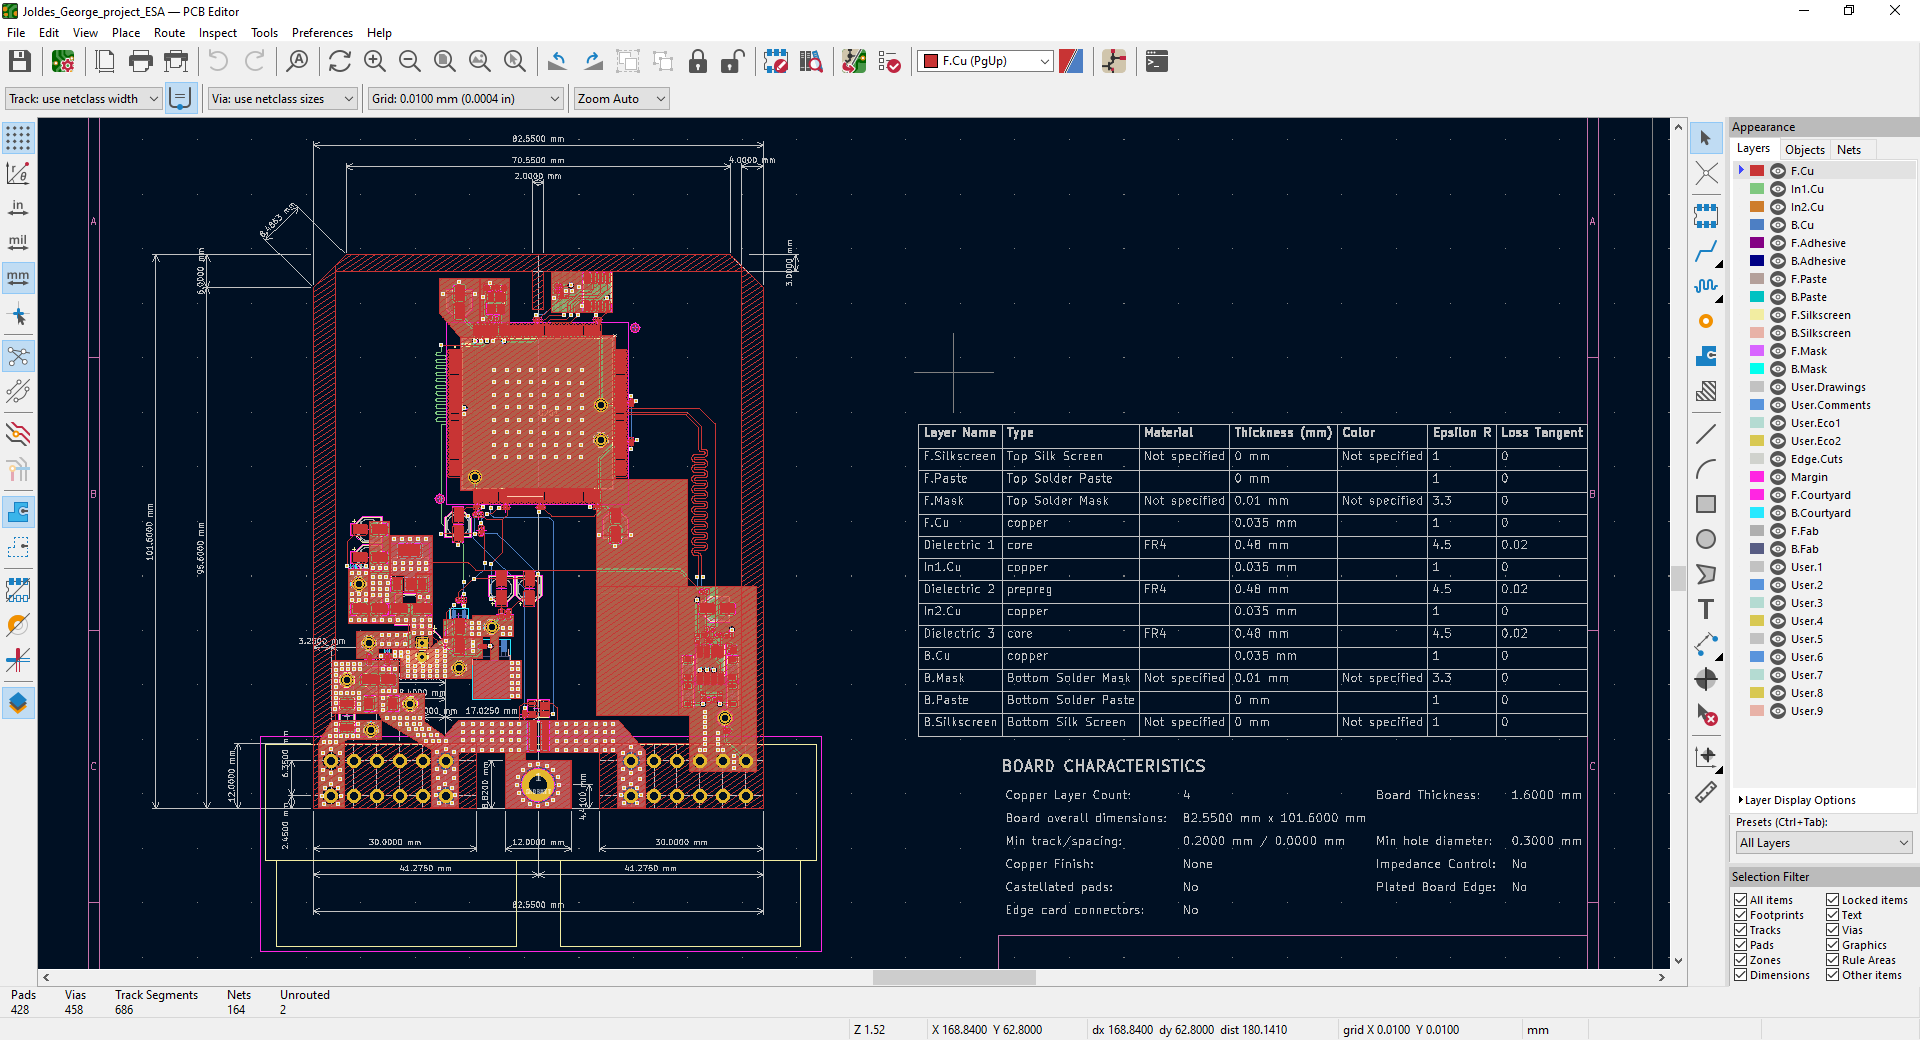 Joldes_George_project_ESA — PCB Editor
File Edit View Place Route Inspect Tools Preferences Help
F.Cu (PgUp)
Track: use netclass width Via: use netclass sizes Grid: 0.0100 mm (0.0004 in) Zoom Auto
in
mil
mm
82.5500 mm
70.5500 mm 4.0000 mm
2.0000 mm
8.4863 mm
6.0000 mm
3.0000 mm
A A
B B
C C
101.6000 mm
95.6000 mm
3.2500 mm
17.0250 mm
12.0000 mm
6.3500 mm
8.8200 mm
2.4500 mm
30.0000 mm 12.0000 mm 30.0000 mm
41.2750 mm 41.2750 mm
82.5500 mm
Layer Name Type Material Thickness (mm) Color Epsilon R Loss Tangent
F.Silkscreen Top Silk Screen Not specified 0 mm Not specified 1 0
F.Paste Top Solder Paste 0 mm 1 0
F.Mask Top Solder Mask Not specified 0.01 mm Not specified 3.3 0
F.Cu copper 0.035 mm 1 0
Dielectric 1 core FR4 0.48 mm 4.5 0.02
In1.Cu copper 0.035 mm 1 0
Dielectric 2 prepreg FR4 0.48 mm 4.5 0.02
In2.Cu copper 0.035 mm 1 0
Dielectric 3 core FR4 0.48 mm 4.5 0.02
B.Cu copper 0.035 mm 1 0
B.Mask Bottom Solder Mask Not specified 0.01 mm Not specified 3.3 0
B.Paste Bottom Solder Paste 0 mm 1 0
B.Silkscreen Bottom Silk Screen Not specified 0 mm Not specified 1 0
BOARD CHARACTERISTICS
Copper Layer Count: 4 Board Thickness: 1.6000 mm
Board overall dimensions: 82.5500 mm x 101.6000 mm
Min track/spacing: 0.2000 mm / 0.0000 mm Min hole diameter: 0.3000 mm
Copper Finish: None Impedance Control: No
Castellated pads: No Plated Board Edge: No
Edge card connectors: No
Appearance
Layers Objects Nets
F.Cu
In1.Cu
In2.Cu
B.Cu
F.Adhesive
B.Adhesive
F.Paste
B.Paste
F.Silkscreen
B.Silkscreen
F.Mask
B.Mask
User.Drawings
User.Comments
User.Eco1
User.Eco2
Edge.Cuts
Margin
F.Courtyard
B.Courtyard
F.Fab
B.Fab
User.1
User.2
User.3
User.4
User.5
User.6
User.7
User.8
User.9
Layer Display Options
Presets (Ctrl+Tab):
All Layers
Selection Filter
All items Locked items
Footprints Text
Tracks Vias
Pads Graphics
Zones Rule Areas
Dimensions Other items
Pads Vias Track Segments Nets Unrouted
428 458 686 164 2
Z 1.52 X 168.8400 Y 62.8000 dx 168.8400 dy 62.8000 dist 180.1410 grid X 0.0100 Y 0.0100 mm